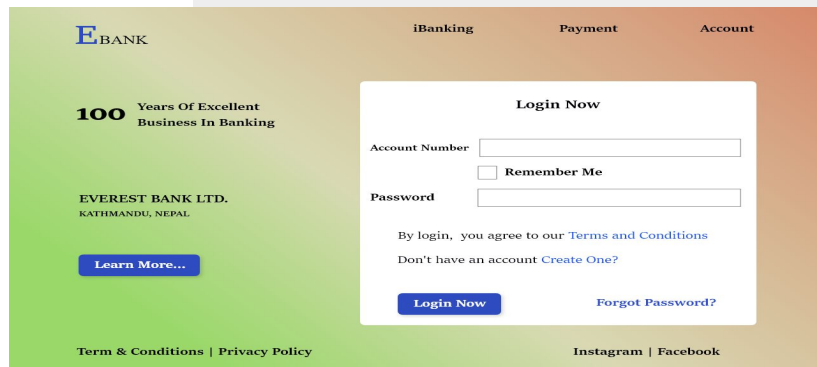 EBANK
iBanking Payment Account
100 Years Of Excellent
Business In Banking
EVEREST BANK LTD.
KATHMANDU, NEPAL
Learn More...
Login Now
Account Number
Remember Me
Password
By login, you agree to our Terms and Conditions
Don't have an account Create One?
Login Now Forgot Password?
Term & Conditions | Privacy Policy
Instagram | Facebook